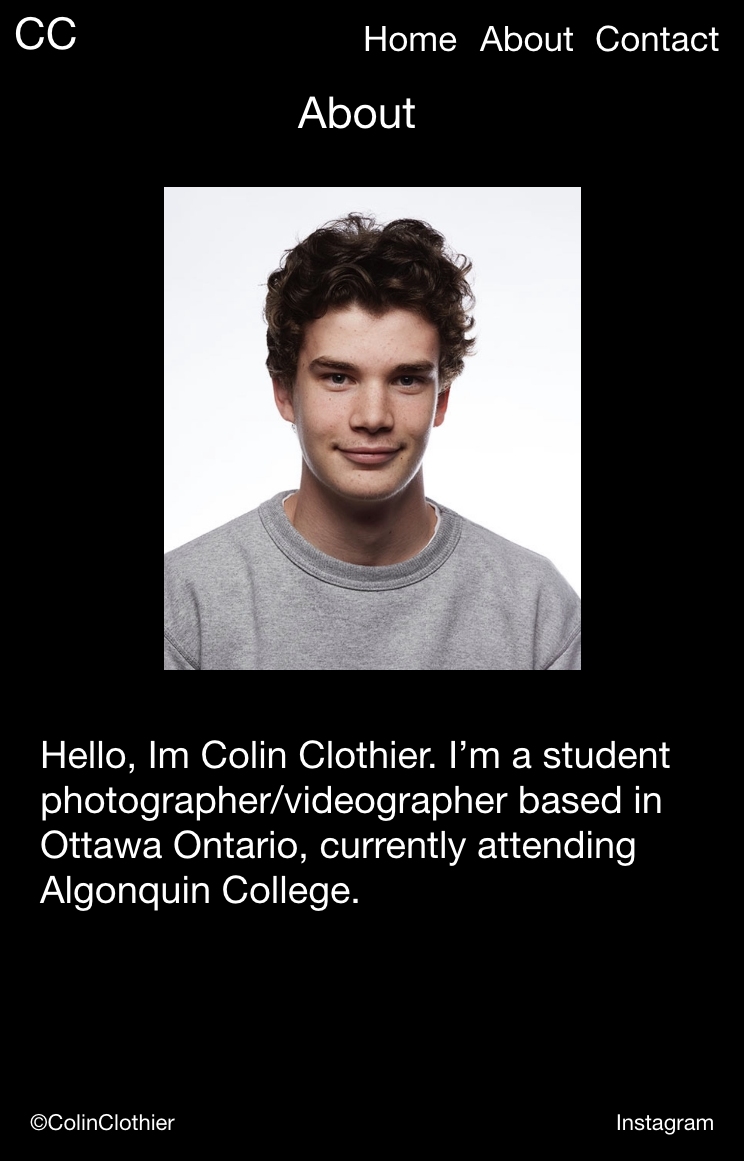 CC
Home About Contact
About
Hello, Im Colin Clothier. I’m a student
photographer/videographer based in
Ottawa Ontario, currently attending
Algonquin College.
©ColinClothier
Instagram